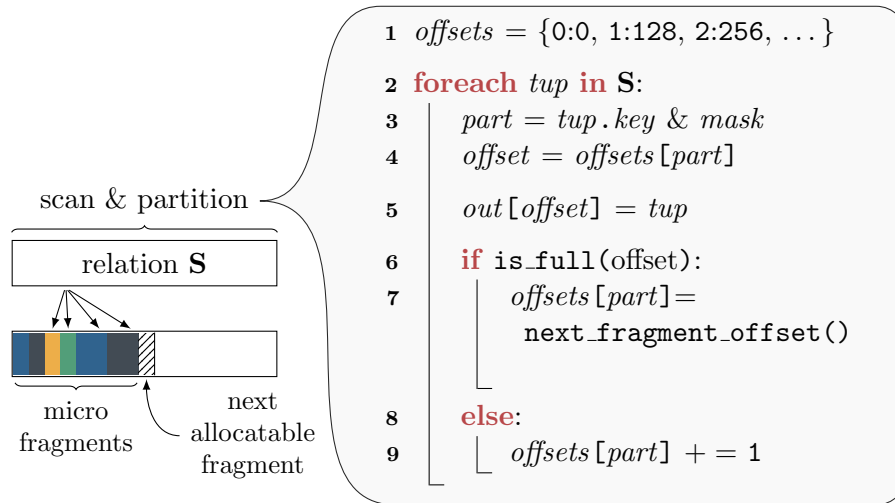 scan & partition
relation S
micro
fragments
next
allocatable
fragment
1 offsets = {0:0, 1:128, 2:256, ...}
2 foreach tup in S:
3 part = tup.key & mask
4 offset = offsets[part]
5 out[offset] = tup
6 if is_full(offset):
7 offsets[part]=
next_fragment_offset()
8 else:
9 offsets[part] += 1